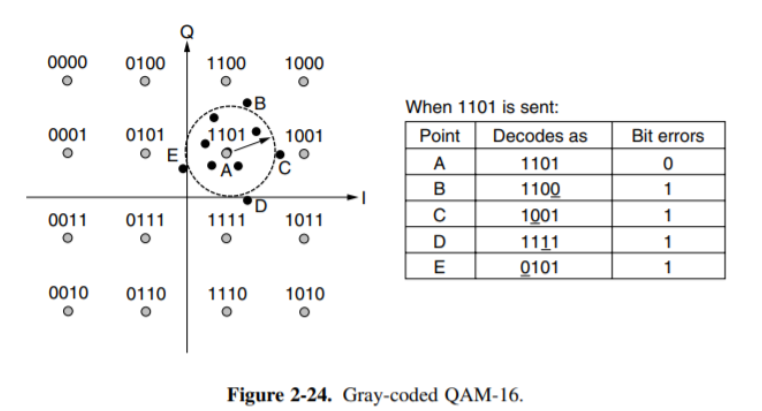 Q
0000 0100 1100 1000
B
0001 0101 1101 1001
E
A
C
I
D
0011 0111 1111 1011
0010 0110 1110 1010
When 1101 is sent:
Point Decodes as Bit errors
A 1101 0
B 1100 1
C 1001 1
D 1111 1
E 0101 1
Figure 2-24. Gray-coded QAM-16.